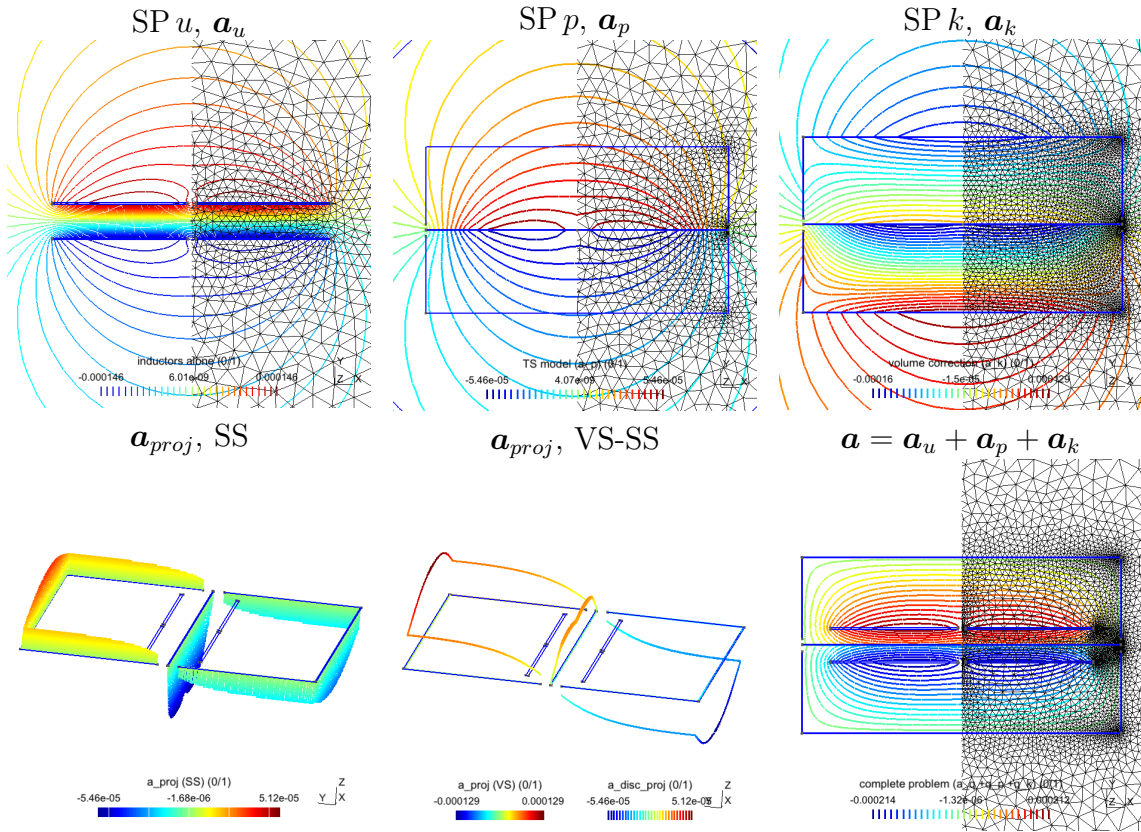 SP u, a_u
SP p, a_p
SP k, a_k
inductors alone (0/1)
-0.000146 6.01e-09 0.000146
Y
Z X
TS model (a_p) (0/1)
-5.46e-05 4.07e-09 5.46e-05
Y
Z X
volume correction (a_k) (0/1)
-0.00016 -1.5e-05 0.000129
Y
Z X
a_proj, SS
a_proj, VS-SS
a = a_u + a_p + a_k
a_proj (SS) (0/1)
-5.46e-05 -1.68e-06 5.12e-05
Z
Y X
a_proj (VS) (0/1)
-0.000129 0.000129
a_disc_proj (0/1)
-5.46e-05 5.12e-05
Z
X
complete problem (a_u+a_p+a_k) (0/1)
-0.000214 -1.32e-06 0.000212
Y
Z X